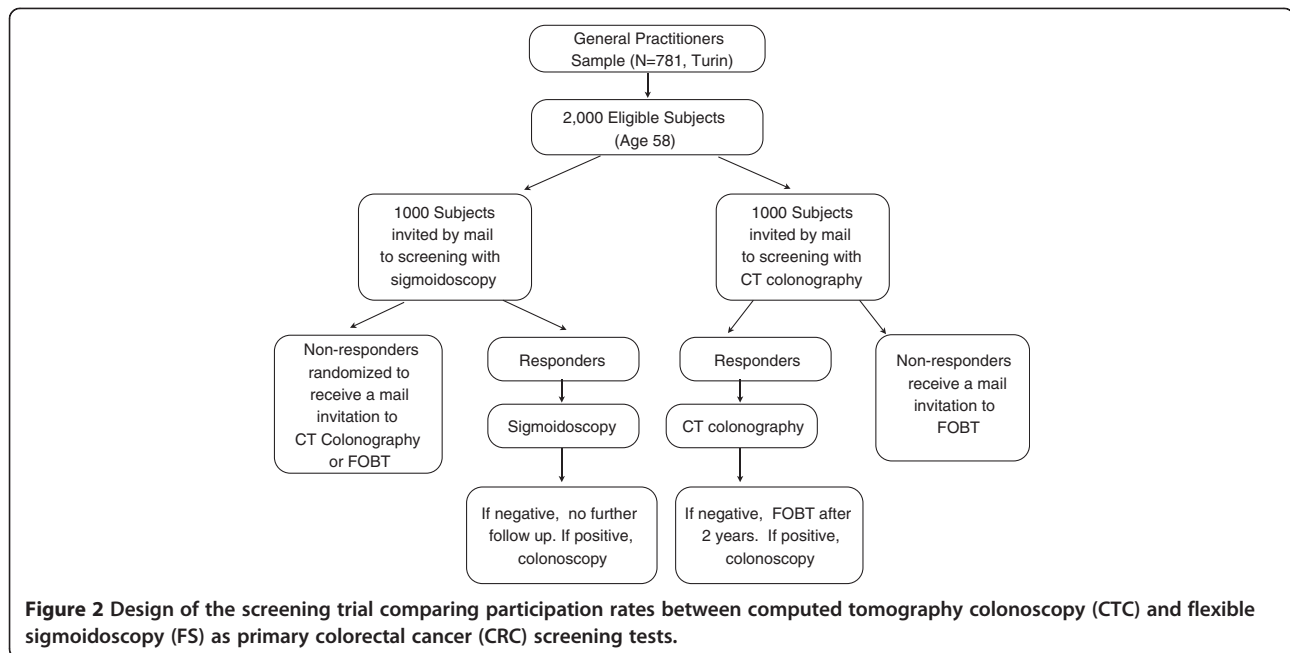 General Practitioners
Sample (N=781, Turin)
2,000 Eligible Subjects
(Age 58)
1000 Subjects
invited by mail
to screening with
sigmoidoscopy
1000 Subjects
invited by mail
to screening with
CT colonography
Non-responders
randomized to
receive a mail
invitation to
CT Colonography
or FOBT
Responders
Responders
Non-responders
receive a mail
invitation to
FOBT
Sigmoidoscopy
CT colonography
If negative, no further
follow up. If positive,
colonoscopy
If negative, FOBT after
2 years. If positive,
colonoscopy
Figure 2 Design of the screening trial comparing participation rates between computed tomography colonoscopy (CTC) and flexible
sigmoidoscopy (FS) as primary colorectal cancer (CRC) screening tests.